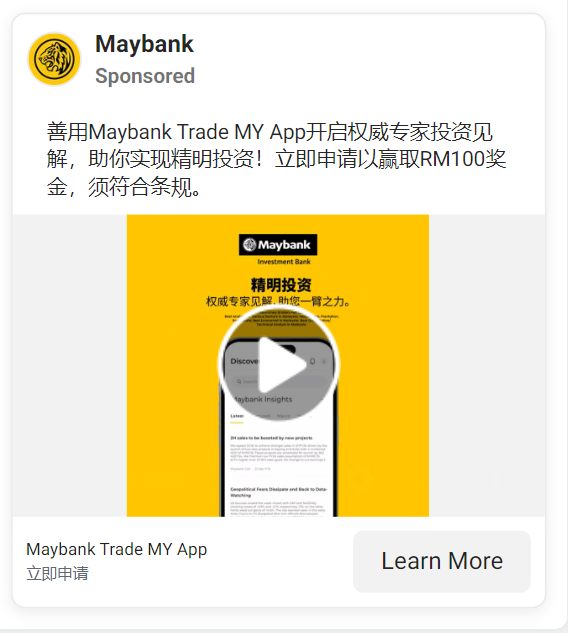 Maybank
Sponsored
善用Maybank Trade MY App开启权威专家投资见
解，助你实现精明投资！立即申请以赢取RM100奖
金，须符合条规。
Maybank
Investment Bank
精明投资
权威专家见解，助您一臂之力。
Discove
Search
Maybank Insights
Latest
2H sales to be boosted by new projects
Geopolitical Fears Dissipate and Back to Data-
Watching
Maybank Trade MY App
立即申请
Learn More